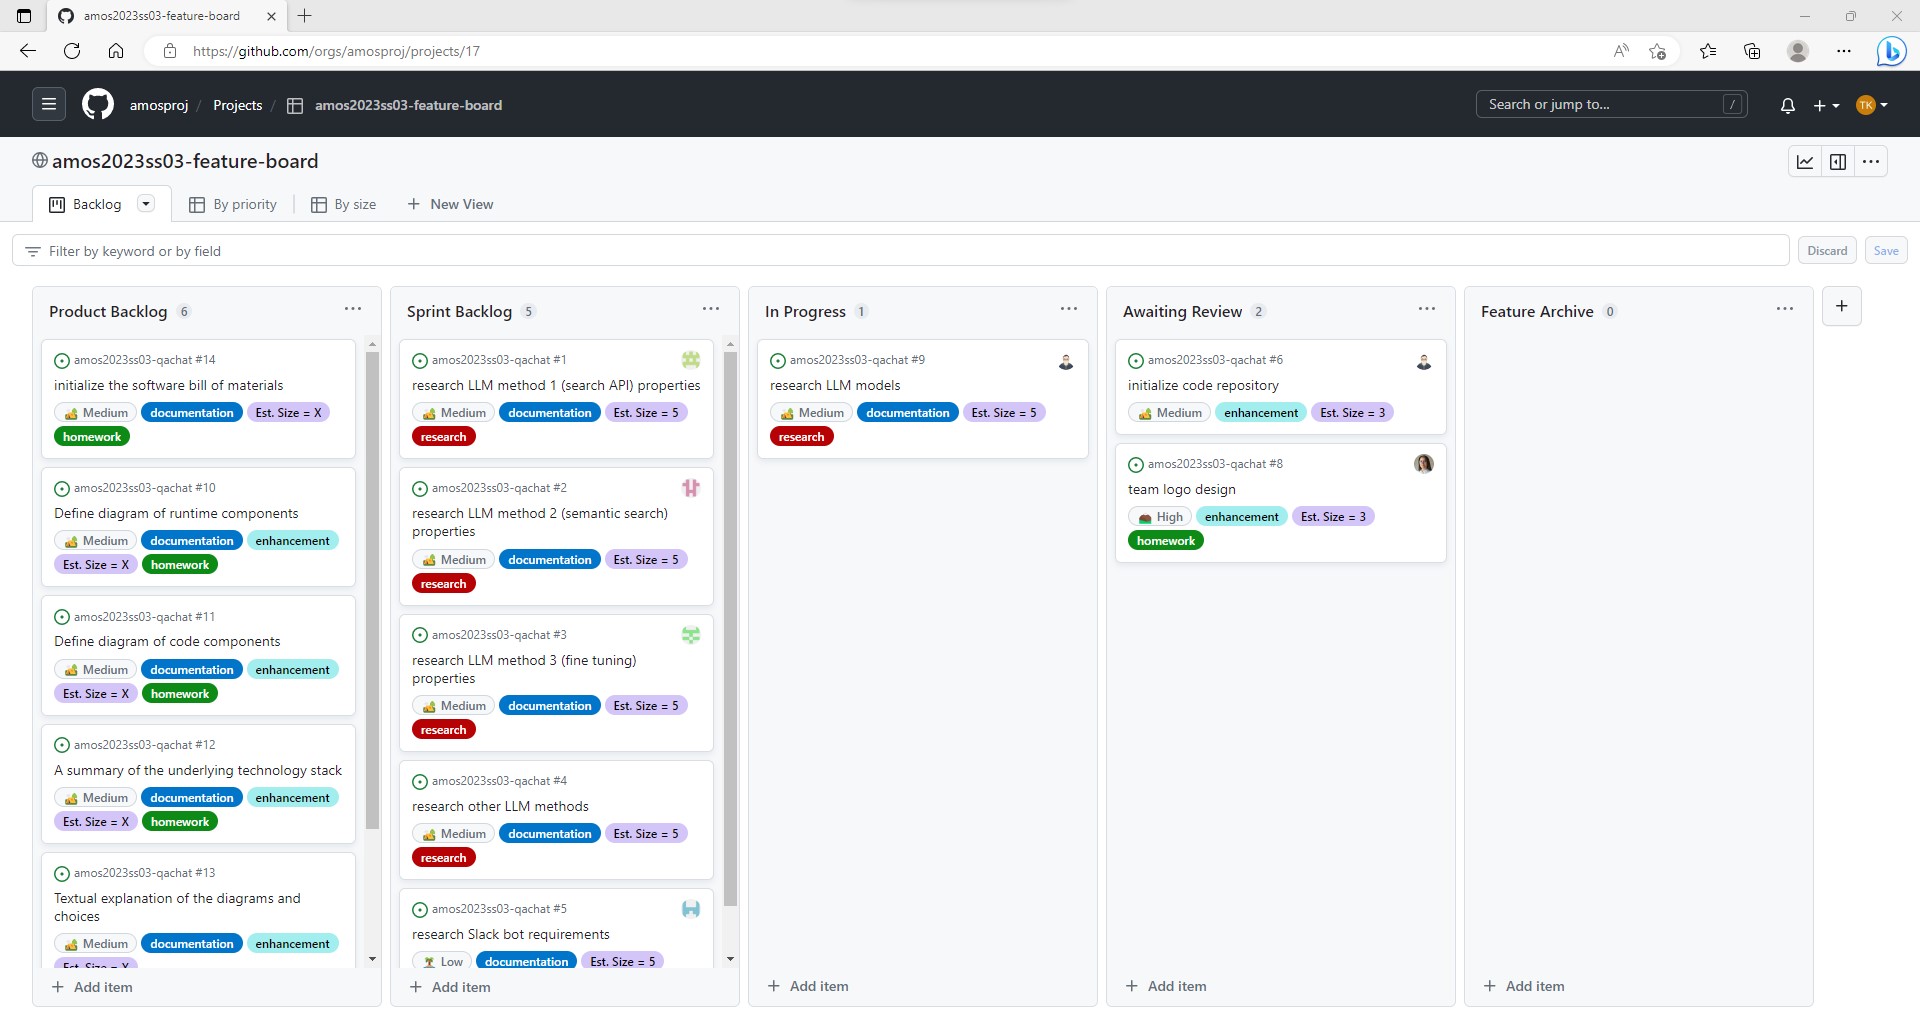 amos2023ss03-feature-board
https://github.com/orgs/amosproj/projects/17
amosproj / Projects / amos2023ss03-feature-board
Search or jump to... /
TK
amos2023ss03-feature-board
Backlog By priority By size + New View
Filter by keyword or by field
Discard Save
Product Backlog 6
amos2023ss03-qachat #14
initialize the software bill of materials
Medium documentation Est. Size = X
homework
amos2023ss03-qachat #10
Define diagram of runtime components
Medium documentation enhancement
Est. Size = X homework
amos2023ss03-qachat #11
Define diagram of code components
Medium documentation enhancement
Est. Size = X homework
amos2023ss03-qachat #12
A summary of the underlying technology stack
Medium documentation enhancement
Est. Size = X homework
amos2023ss03-qachat #13
Textual explanation of the diagrams and
choices
Medium documentation enhancement
Est. Size = X
+ Add item
Sprint Backlog 5
amos2023ss03-qachat #1
research LLM method 1 (search API) properties
Medium documentation Est. Size = 5
research
amos2023ss03-qachat #2
research LLM method 2 (semantic search)
properties
Medium documentation Est. Size = 5
research
amos2023ss03-qachat #3
research LLM method 3 (fine tuning)
properties
Medium documentation Est. Size = 5
research
amos2023ss03-qachat #4
research other LLM methods
Medium documentation Est. Size = 5
research
amos2023ss03-qachat #5
research Slack bot requirements
Low documentation Est. Size = 5
+ Add item
In Progress 1
amos2023ss03-qachat #9
research LLM models
Medium documentation Est. Size = 5
research
+ Add item
Awaiting Review 2
amos2023ss03-qachat #6
initialize code repository
Medium enhancement Est. Size = 3
amos2023ss03-qachat #8
team logo design
High enhancement Est. Size = 3
homework
+ Add item
Feature Archive 0
+ Add item